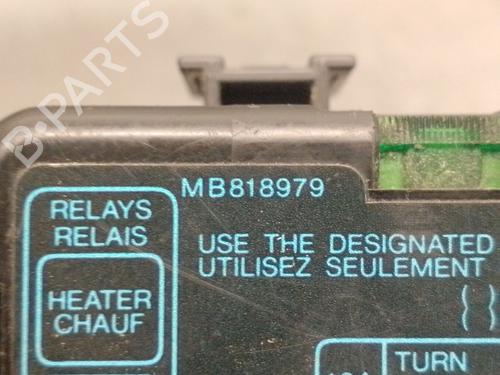 B-PARTS
MB818979
RELAYS
RELAIS
USE THE DESIGNATED
UTILISEZ SEULEMENT
HEATER
CHAUF
TURN